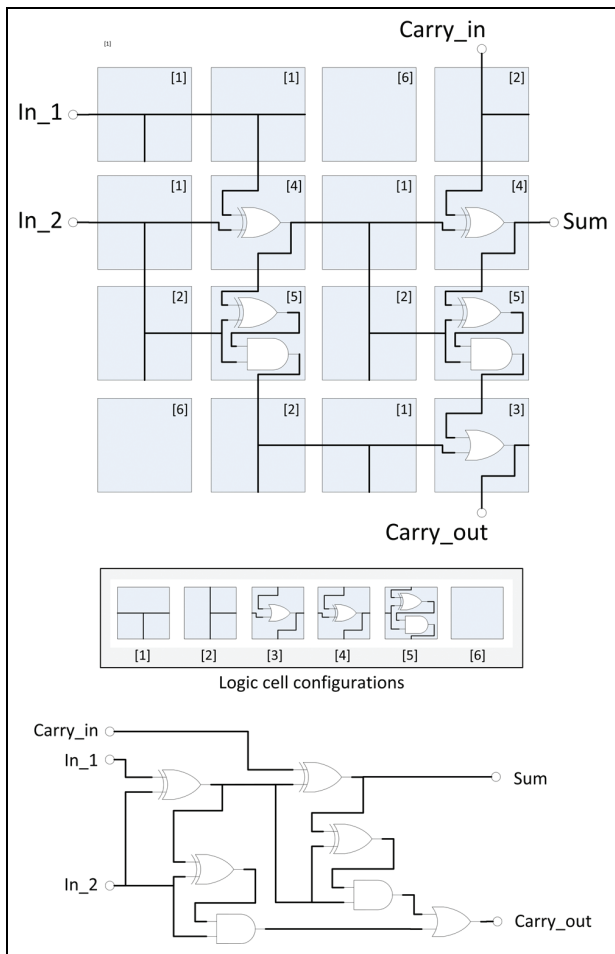 Carry_in
[1]
[1] [1] [6] [2]
In_1
[1] [4] [1] [4]
In_2 Sum
[2] [5] [2] [5]
[6] [2] [1] [3]
Carry_out
[1] [2] [3] [4] [5] [6]
Logic cell configurations
Carry_in
In_1
Sum
In_2
Carry_out